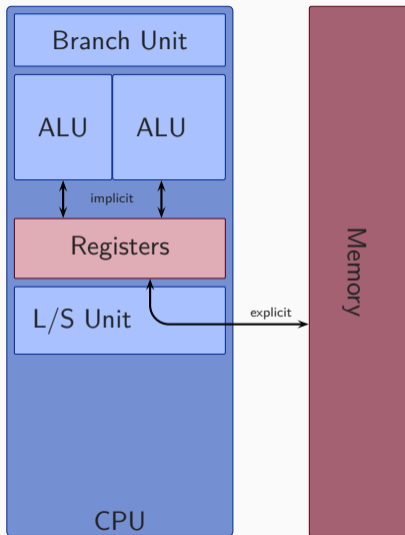 Branch Unit
ALU ALU
implicit
Registers
Memory
L/S Unit
explicit
CPU